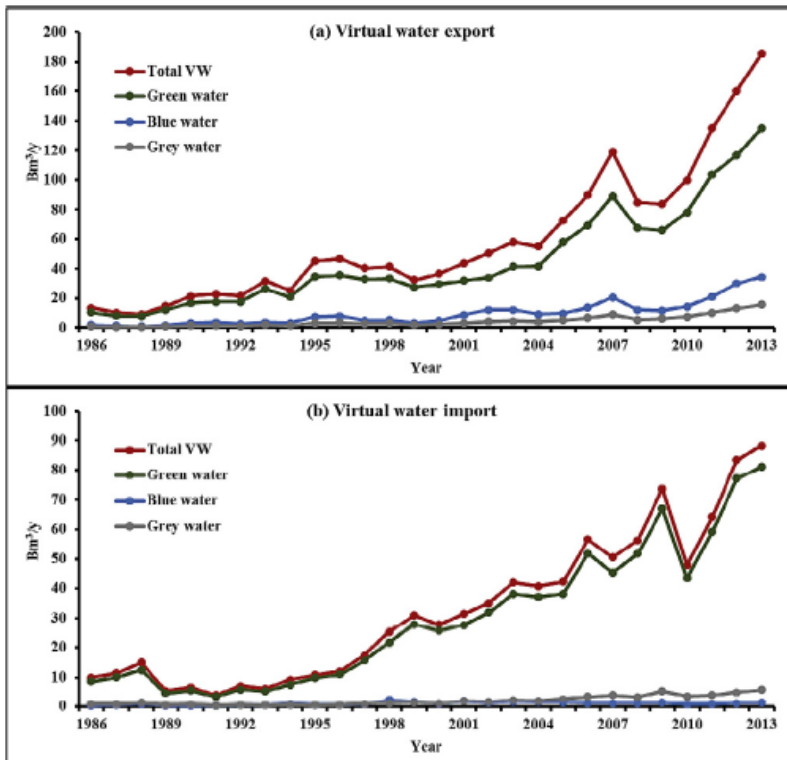 (a) Virtual water export
200
180
160
140
120
100
80
60
40
20
0
Bm³/y
Total VW
Green water
Blue water
Grey water
1986 1989 1992 1995 1998 2001 2004 2007 2010 2013
Year
(b) Virtual water import
100
90
80
70
60
50
40
30
20
10
0
Bm³/y
Total VW
Green water
Blue water
Grey water
1986 1989 1992 1995 1998 2001 2004 2007 2010 2013
Year